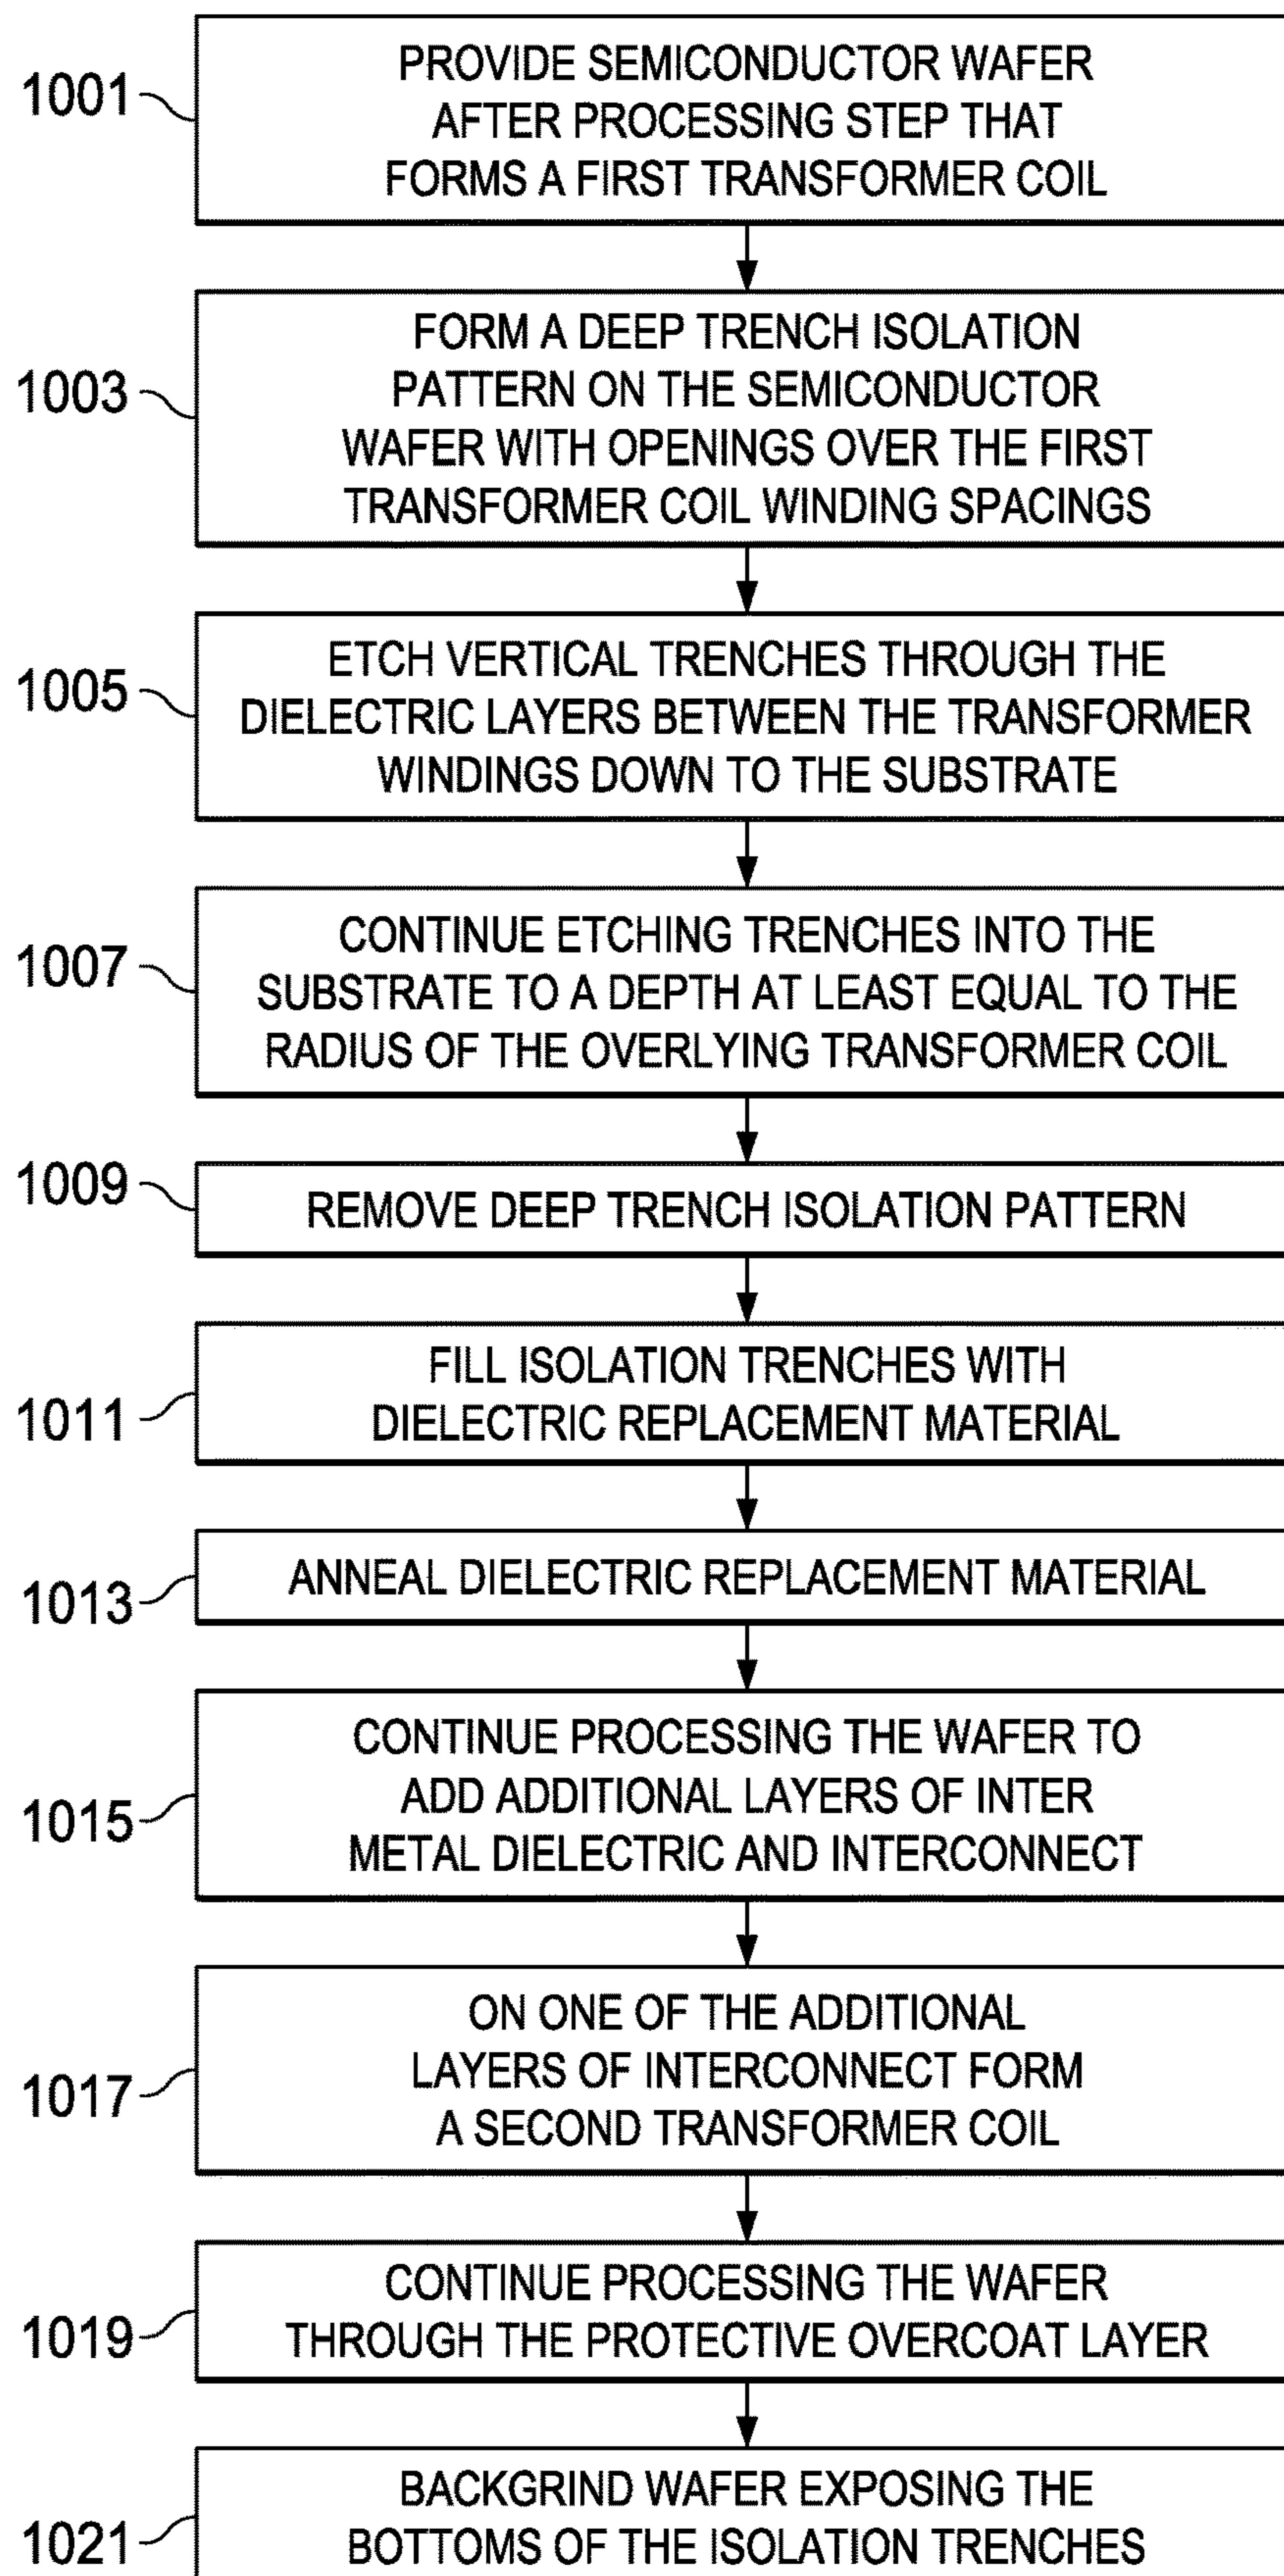 1001
PROVIDE SEMICONDUCTOR WAFER
AFTER PROCESSING STEP THAT
FORMS A FIRST TRANSFORMER COIL
1003
FORM A DEEP TRENCH ISOLATION
PATTERN ON THE SEMICONDUCTOR
WAFER WITH OPENINGS OVER THE FIRST
TRANSFORMER COIL WINDING SPACINGS
1005
ETCH VERTICAL TRENCHES THROUGH THE
DIELECTRIC LAYERS BETWEEN THE TRANSFORMER
WINDINGS DOWN TO THE SUBSTRATE
1007
CONTINUE ETCHING TRENCHES INTO THE
SUBSTRATE TO A DEPTH AT LEAST EQUAL TO THE
RADIUS OF THE OVERLYING TRANSFORMER COIL
1009
REMOVE DEEP TRENCH ISOLATION PATTERN
1011
FILL ISOLATION TRENCHES WITH
DIELECTRIC REPLACEMENT MATERIAL
1013
ANNEAL DIELECTRIC REPLACEMENT MATERIAL
1015
CONTINUE PROCESSING THE WAFER TO
ADD ADDITIONAL LAYERS OF INTER
METAL DIELECTRIC AND INTERCONNECT
1017
ON ONE OF THE ADDITIONAL
LAYERS OF INTERCONNECT FORM
A SECOND TRANSFORMER COIL
1019
CONTINUE PROCESSING THE WAFER
THROUGH THE PROTECTIVE OVERCOAT LAYER
1021
BACKGRIND WAFER EXPOSING THE
BOTTOMS OF THE ISOLATION TRENCHES